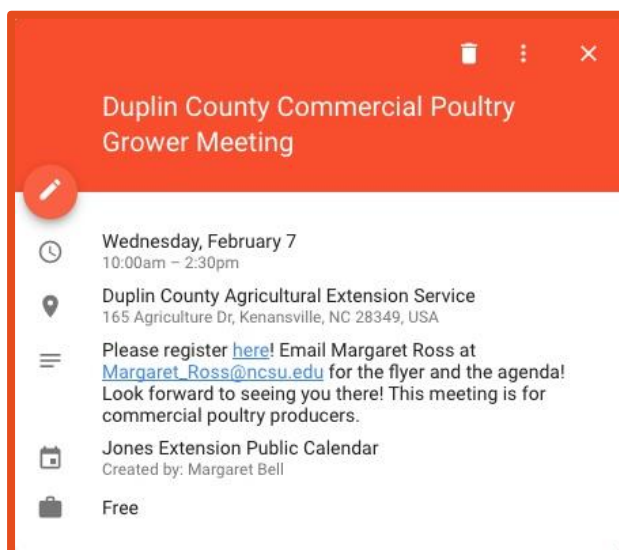 Duplin County Commercial Poultry
Grower Meeting
Wednesday, February 7
10:00am – 2:30pm
Duplin County Agricultural Extension Service
165 Agriculture Dr, Kenansville, NC 28349, USA
Please register here! Email Margaret Ross at
Margaret_Ross@ncsu.edu for the flyer and the agenda!
Look forward to seeing you there! This meeting is for
commercial poultry producers.
Jones Extension Public Calendar
Created by: Margaret Bell
Free